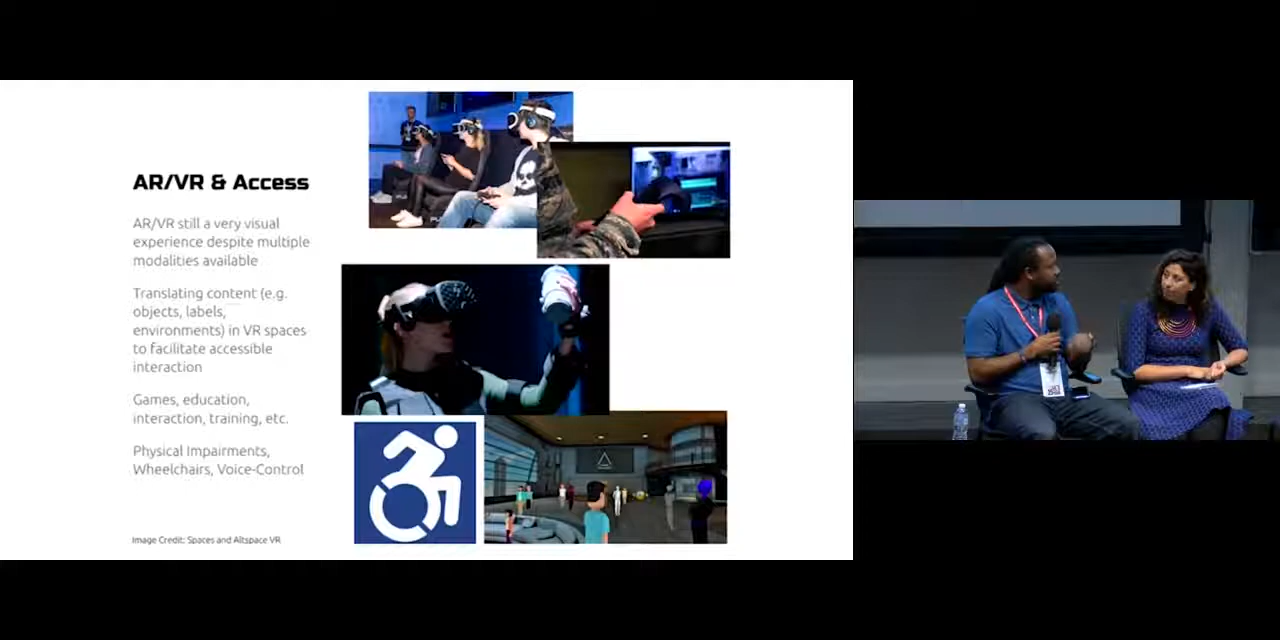 AR/VR & Access
AR/VR still a very visual
experience despite multiple
modalities available
Translating content (e.g.
objects, labels,
environments) in VR spaces
to facilitate accessible
interaction
Games, education,
interaction, training, etc.
Physical Impairments,
Wheelchairs, Voice-Control
Image Credit: Spaces and Altspace VR